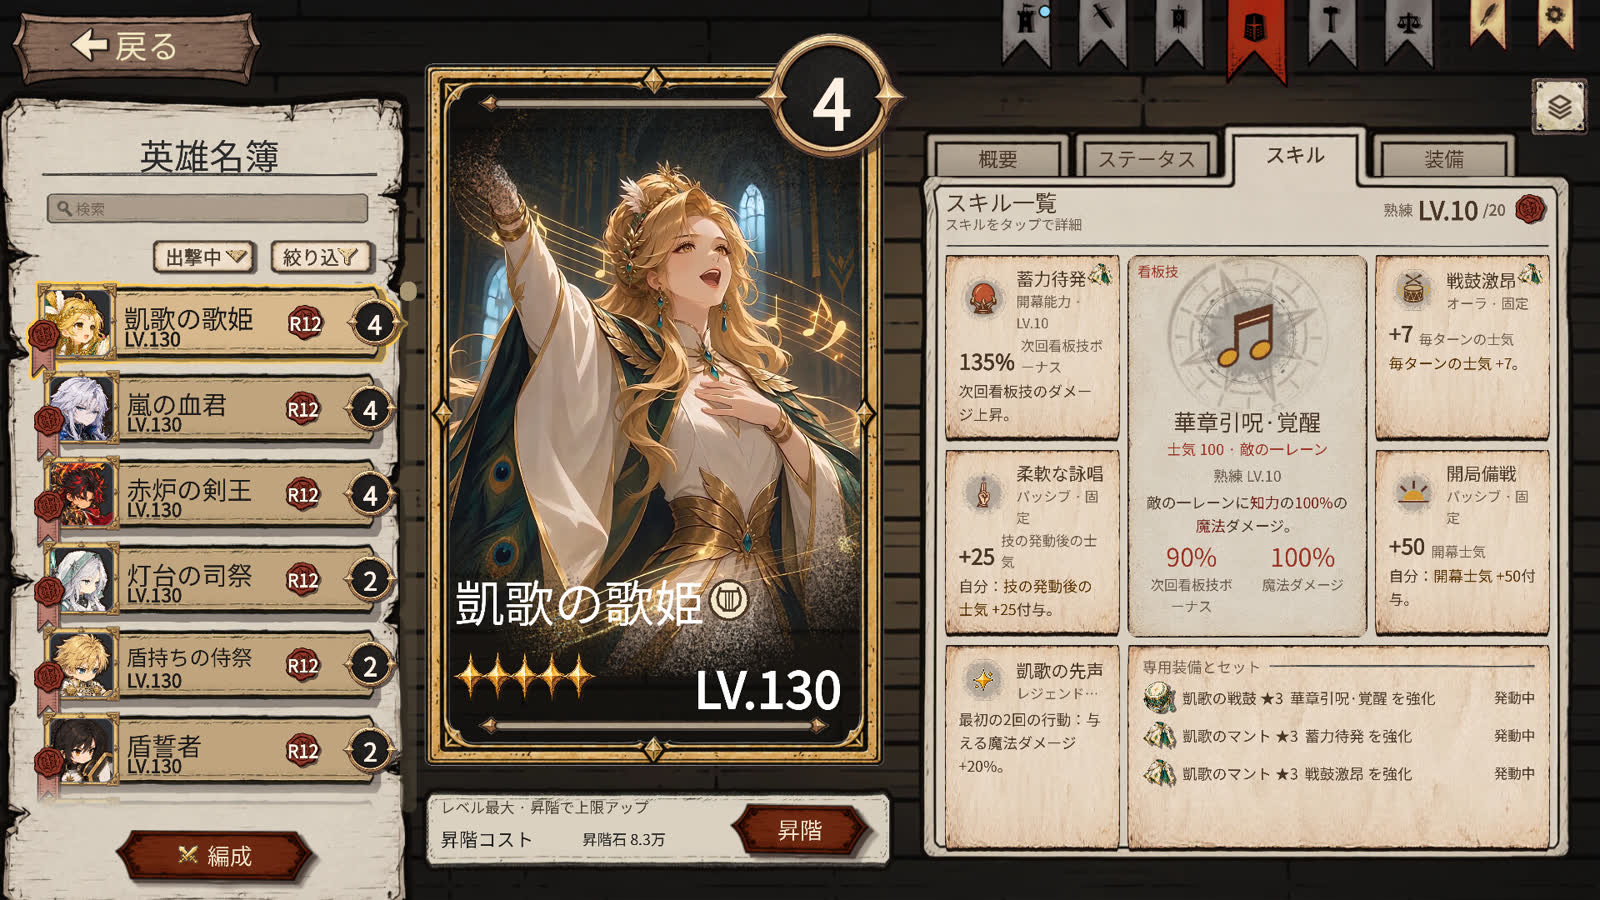 戻る
英雄名簿
検索
出撃中
絞り込
凱歌の歌姫
LV.130
R12
4
嵐の血君
LV.130
R12
4
赤炉の剣王
LV.130
R12
4
灯台の司祭
LV.130
R12
2
盾持ちの侍祭
LV.130
R12
2
盾誓者
LV.130
R12
2
編成
4
凱歌の歌姫
LV.130
レベル最大・昇階で上限アップ
昇階コスト 昇階石 8.3万
昇階
概要
ステータス
スキル
装備
スキル一覧
スキルをタップで詳細
熟練 LV.10 /20
蓄力待発
開幕能力・
LV.10
135% 次回看板技ボ
ーナス
次回看板技のダメー
ジ上昇。
柔軟な詠唱
パッシブ・固
定
+25 技の発動後の士
気
自分：技の発動後の
士気 +25付与。
凱歌の先声
レジェンド…
最初の2回の行動：与
える魔法ダメージ
+20%。
看板技
華章引呪·覚醒
士気 100・敵の一レーン
熟練 LV.10
敵の一レーンに知力の100%の
魔法ダメージ。
90% 100%
次回看板技ボ
ーナス
魔法ダメージ
戦鼓激昂
オーラ・固定
+7 毎ターンの士気
毎ターンの士気 +7。
開局備戦
パッシブ・固
定
+50 開幕士気
自分：開幕士気 +50付
与。
専用装備とセット
凱歌の戦鼓 ★3 華章引呪·覚醒 を強化 発動中
凱歌のマント ★3 蓄力待発 を強化 発動中
凱歌のマント ★3 戦鼓激昂 を強化 発動中